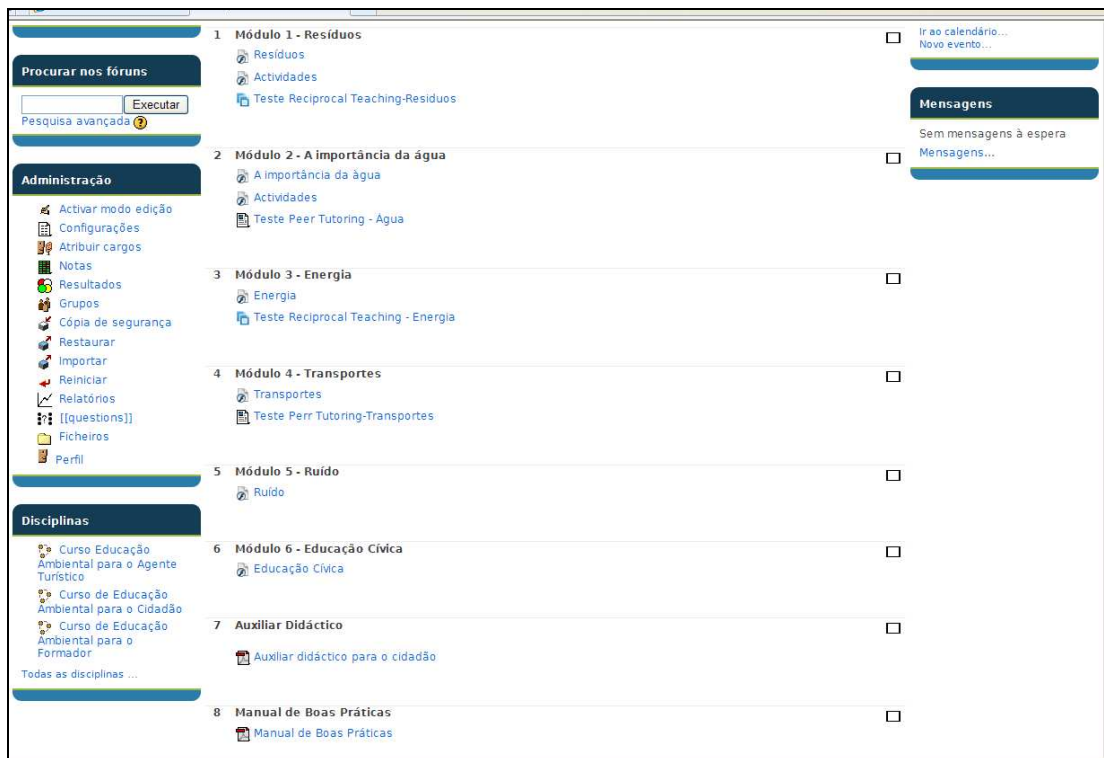 Procurar nos fóruns
Executar
Pesquisa avançada
Administração
Activar modo edição
Configurações
Atribuir cargos
Notas
Resultados
Grupos
Cópia de segurança
Restaurar
Importar
Reiniciar
Relatórios
[[questions]]
Ficheiros
Perfil
Disciplinas
Curso Educação
Ambiental para o Agente
Turístico
Curso de Educação
Ambiental para o Cidadão
Curso de Educação
Ambiental para o
Formador
Todas as disciplinas ...
1 Módulo 1 - Resíduos
Resíduos
Actividades
Teste Reciprocal Teaching-Residuos
2 Módulo 2 - A importância da água
A importância da àgua
Actividades
Teste Peer Tutoring - Água
3 Módulo 3 - Energia
Energia
Teste Reciprocal Teaching - Energia
4 Módulo 4 - Transportes
Transportes
Teste Perr Tutoring-Transportes
5 Módulo 5 - Ruído
Ruído
6 Módulo 6 - Educação Cívica
Educação Cívica
7 Auxiliar Didáctico
Auxiliar didáctico para o cidadão
8 Manual de Boas Práticas
Manual de Boas Práticas
Ir ao calendário...
Novo evento...
Mensagens
Sem mensagens à espera
Mensagens...